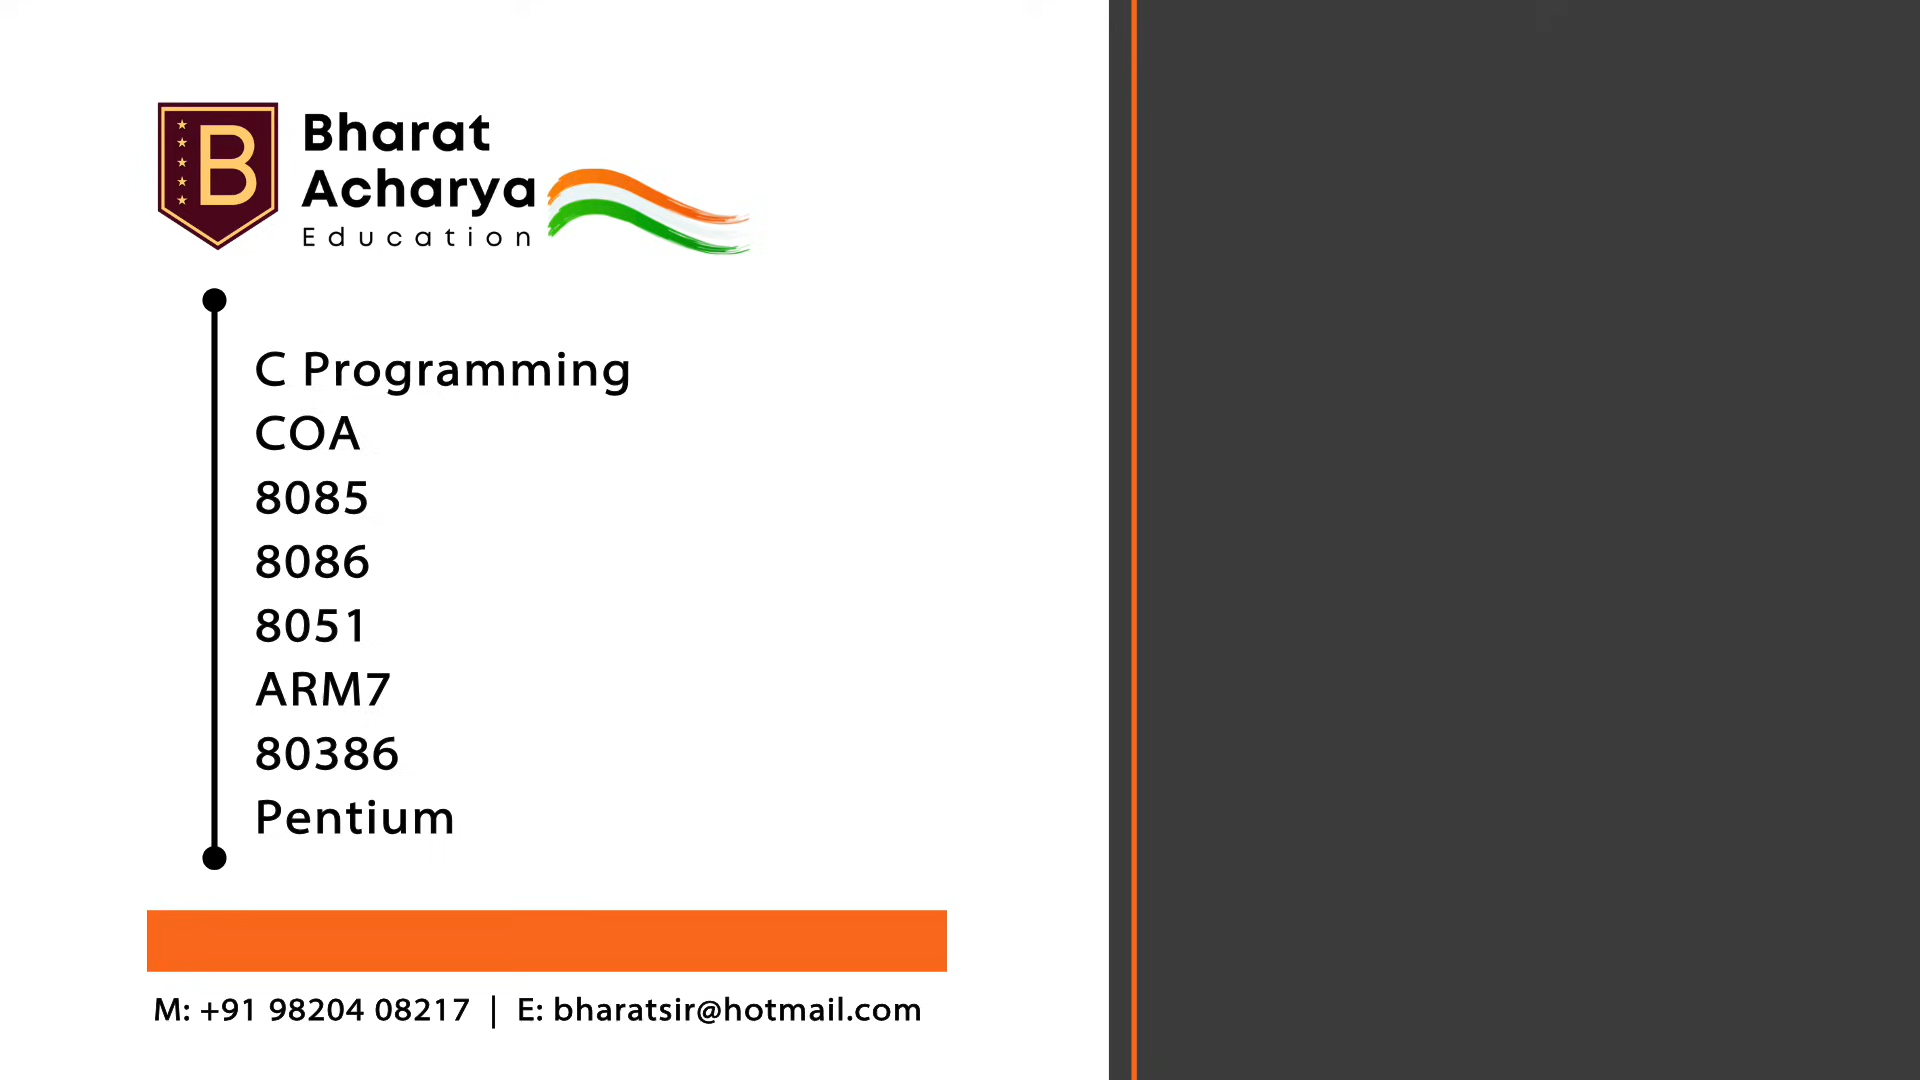 B
Bharat
Acharya
Education
C Programming
COA
8085
8086
8051
ARM7
80386
Pentium
M: +91 98204 08217 | E: bharatsir@hotmail.com